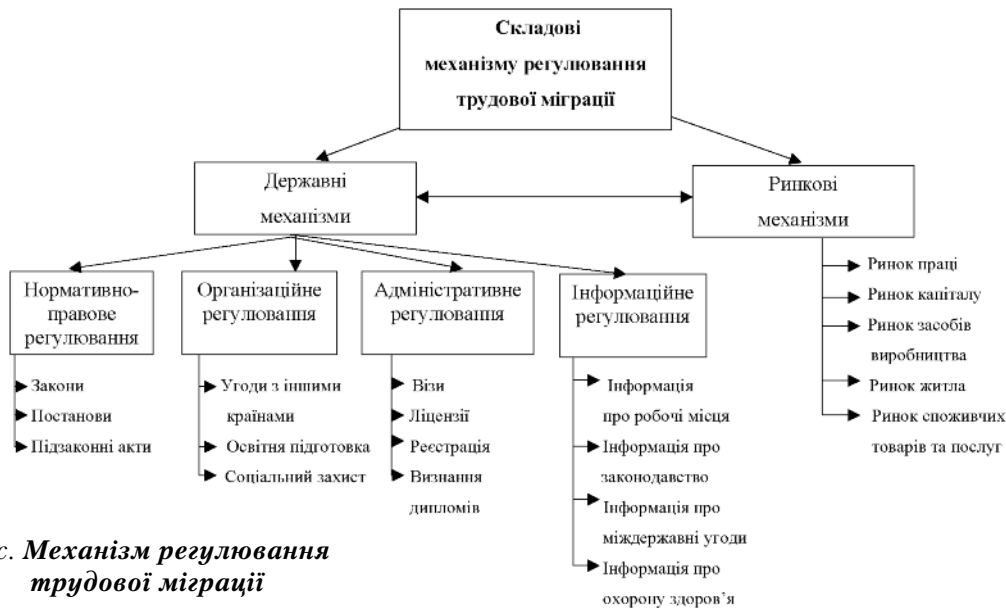 Складові
механізму регулювання
трудової міграції
Державні
механізми
Ринкові
механізми
Нормативно-
правове
регулювання
Закони
Постанови
Підзаконні акти
Організаційне
регулювання
Угоди з іншими
країнами
Освітня підготовка
Соціальний захист
Адміністративне
регулювання
Візи
Ліцензії
Реєстрація
Визнання
дипломів
Інформаційне
регулювання
Інформація
про робочі місця
Інформація про
законодавство
Інформація про
міждержавні угоди
Інформація про
охорону здоров’я
Ринок праці
Ринок капіталу
Ринок засобів
виробництва
Ринок житла
Ринок споживчих
товарів та послуг
с. Механізм регулювання
трудової міграції